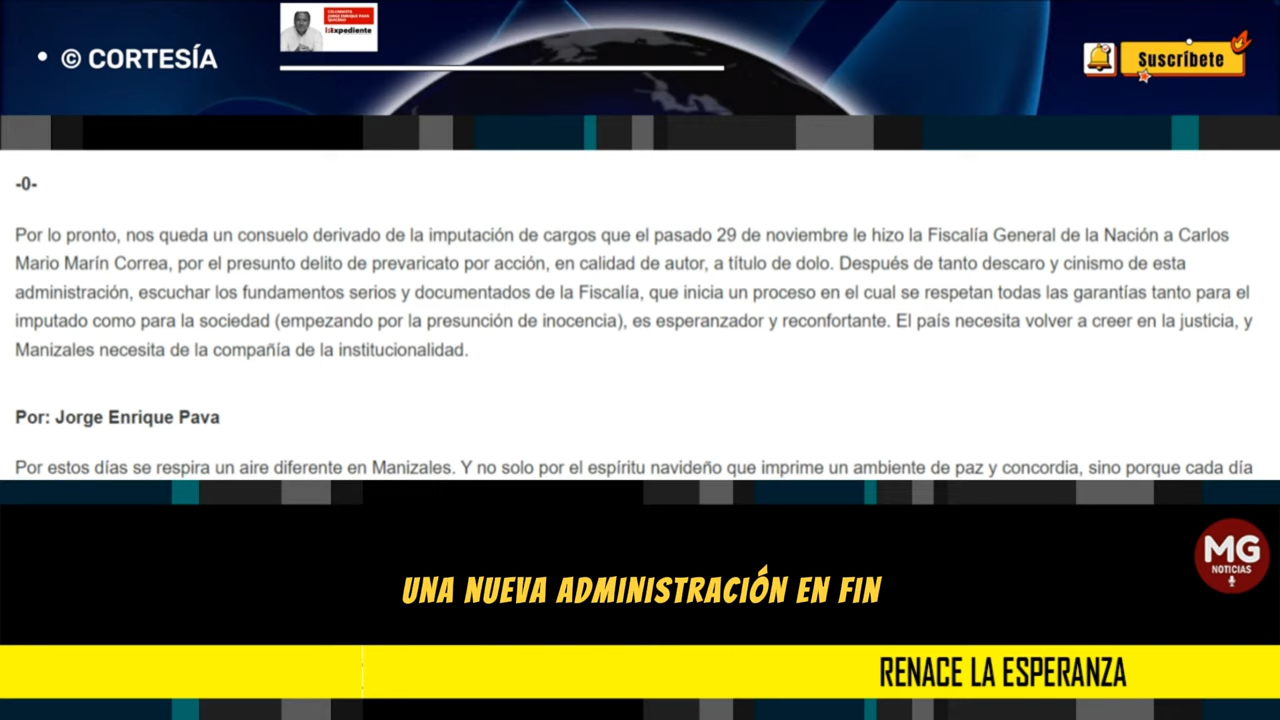 • © CORTESÍA
COLUMNISTA
JORGE ENRIQUE PAVA
QUICENO
Suscríbete
-0-
Por lo pronto, nos queda un consuelo derivado de la imputación de cargos que el pasado 29 de noviembre le hizo la Fiscalía General de la Nación a Carlos
Mario Marín Correa, por el presunto delito de prevaricato por acción, en calidad de autor, a título de dolo. Después de tanto descaro y cinismo de esta
administración, escuchar los fundamentos serios y documentados de la Fiscalía, que inicia un proceso en el cual se respetan todas las garantías tanto para el
imputado como para la sociedad (empezando por la presunción de inocencia), es esperanzador y reconfortante. El país necesita volver a creer en la justicia, y
Manizales necesita de la compañía de la institucionalidad.
Por: Jorge Enrique Pava
Por estos días se respira un aire diferente en Manizales. Y no solo por el espíritu navideño que imprime un ambiente de paz y concordia, sino porque cada día
MG
NOTICIAS
UNA NUEVA ADMINISTRACIÓN EN FIN
RENACE LA ESPERANZA